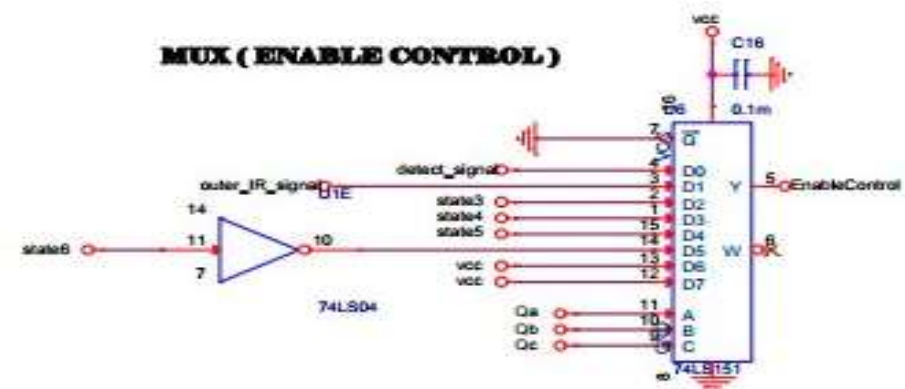 vcc
C16
MUX ( ENABLE CONTROL )
16
U6
0.1m
7
G
detect_signal
4
D0
outer_IR_signal
3
D1
Y
5
EnableControl
U1E
state3
2
D2
14
state4
1
D3
state5
15
D4
state6
11
10
14
D5
W
6
vcc
13
D6
7
vcc
12
D7
74LS04
Qa
11
A
Qb
10
B
Qc
9
C
74LS151
8